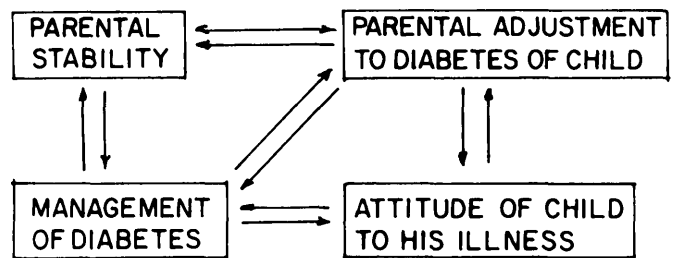 PARENTAL
STABILITY
PARENTAL ADJUSTMENT
TO DIABETES OF CHILD
MANAGEMENT
OF DIABETES
ATTITUDE OF CHILD
TO HIS ILLNESS